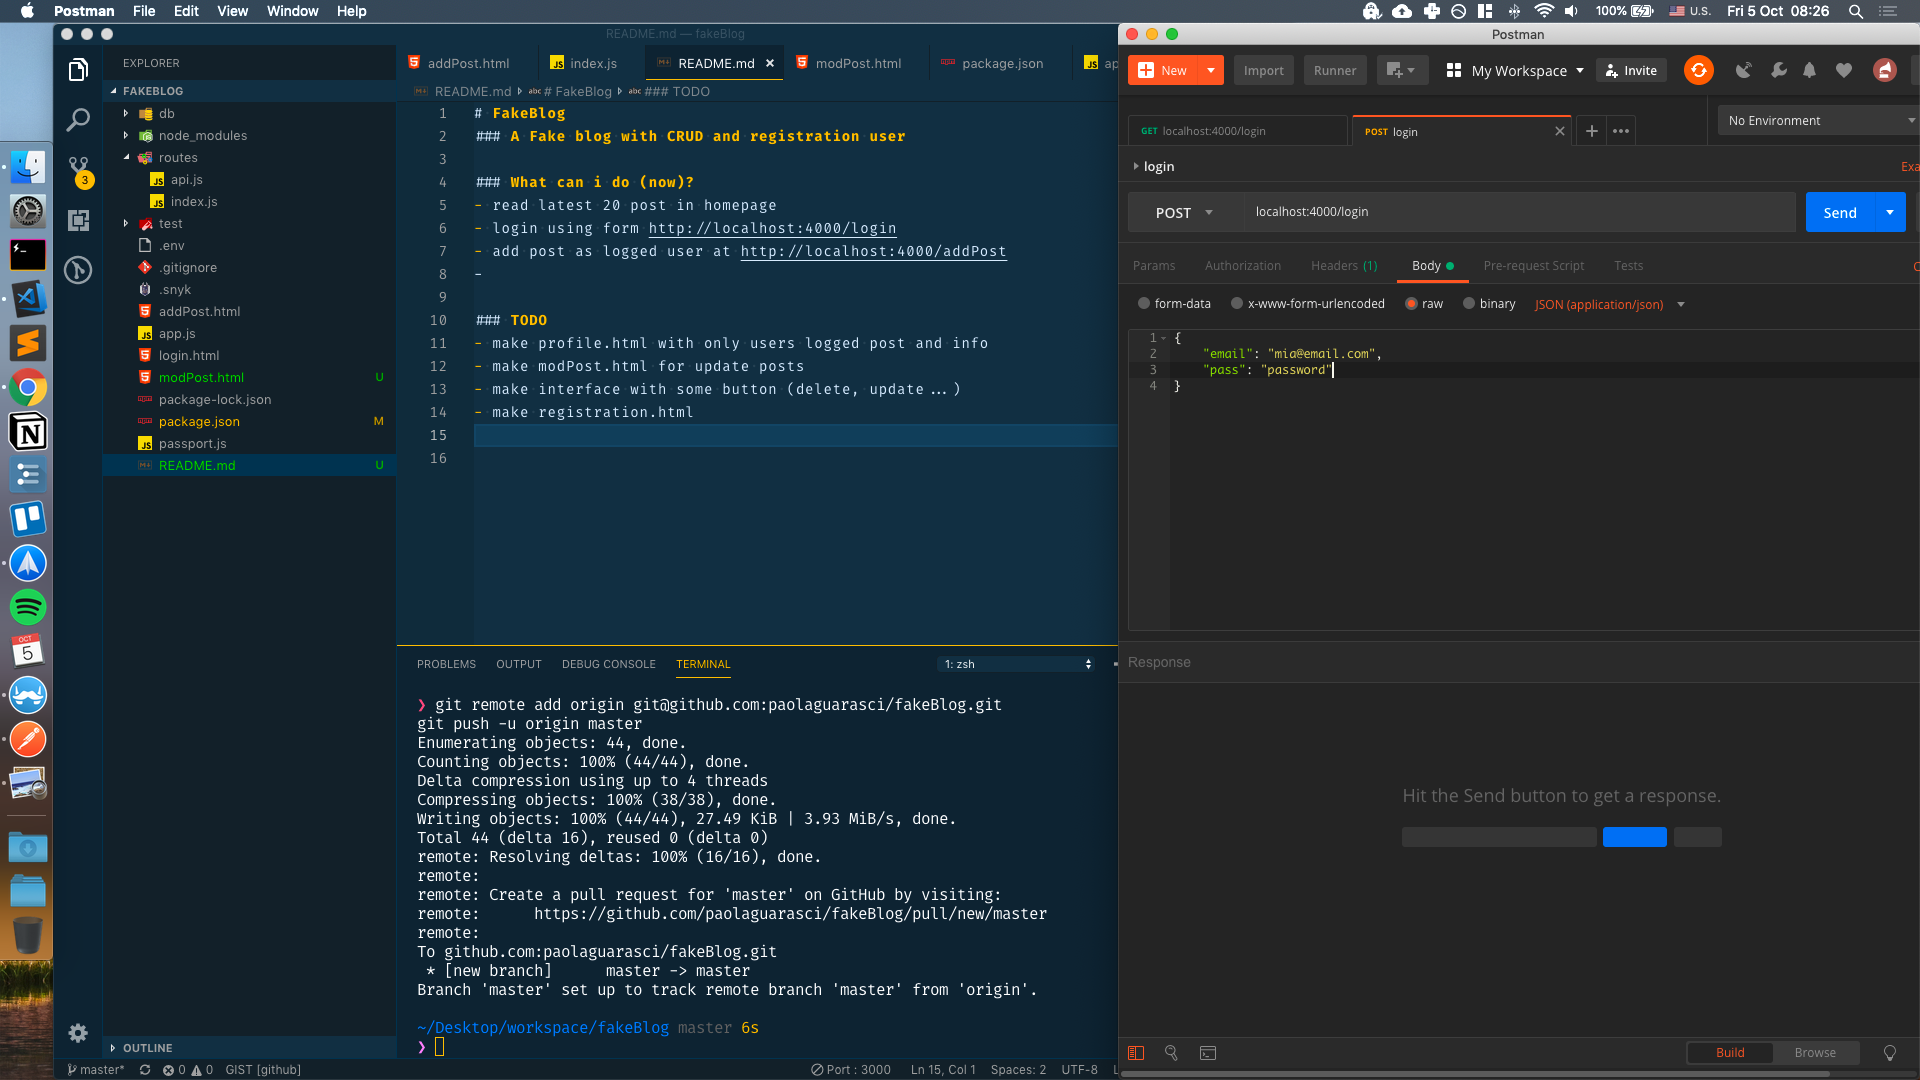 Postman File Edit View Window Help
100% U.S. Fri 5 Oct 08:26
README.md — fakeBlog
EXPLORER
FAKEBLOG
db
node_modules
routes
api.js
index.js
test
.env
.gitignore
.snyk
addPost.html
app.js
login.html
modPost.html U
package-lock.json
package.json M
passport.js
README.md U
OUTLINE
3
OCT
5
addPost.html index.js README.md modPost.html package.json ap
README.md # FakeBlog ### TODO
1 # FakeBlog
2 ### A Fake blog with CRUD and registration user
3
4 ### What can i do (now)?
5 - read latest 20 post in homepage
6 - login using form http://localhost:4000/login
7 - add post as logged user at http://localhost:4000/addPost
8 -
9
10 ### TODO
11 - make profile.html with only users logged post and info
12 - make modPost.html for update posts
13 - make interface with some button (delete, update...)
14 - make registration.html
15
16
PROBLEMS OUTPUT DEBUG CONSOLE TERMINAL 1: zsh
❯ git remote add origin git@github.com:paolaguarasci/fakeBlog.git
git push -u origin master
Enumerating objects: 44, done.
Counting objects: 100% (44/44), done.
Delta compression using up to 4 threads
Compressing objects: 100% (38/38), done.
Writing objects: 100% (44/44), 27.49 KiB | 3.93 MiB/s, done.
Total 44 (delta 16), reused 0 (delta 0)
remote: Resolving deltas: 100% (16/16), done.
remote:
remote: Create a pull request for 'master' on GitHub by visiting:
remote: https://github.com/paolaguarasci/fakeBlog/pull/new/master
remote:
To github.com:paolaguarasci/fakeBlog.git
* [new branch] master -> master
Branch 'master' set up to track remote branch 'master' from 'origin'.
~/Desktop/workspace/fakeBlog master 6s
❯
master* 0 0 GIST [github] Port : 3000 Ln 15, Col 1 Spaces: 2 UTF-8 L
Postman
New Import Runner My Workspace Invite
GET localhost:4000/login POST login No Environment
login Exa
POST localhost:4000/login Send
Params Authorization Headers (1) Body Pre-request Script Tests C
form-data x-www-form-urlencoded raw binary JSON (application/json)
1 {
2 "email": "mia@email.com",
3 "pass": "password"
4 }
Response
Hit the Send button to get a response.
Build Browse